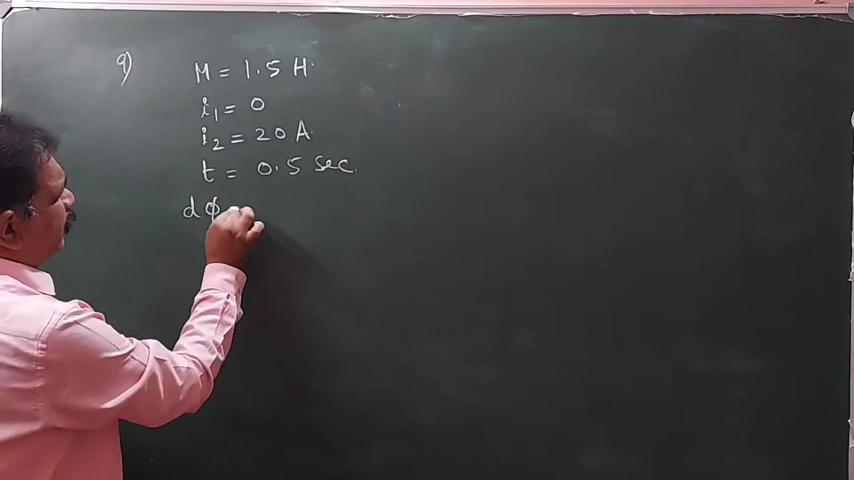 9) M = 1.5 H.
i₁ = 0
i₂ = 20 A
t = 0.5 sec.
dϕ